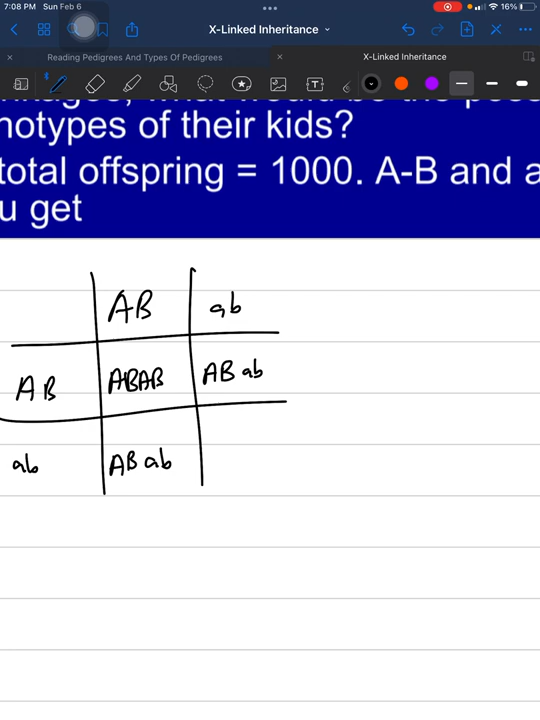 7:08 PM Sun Feb 6
16%
X-Linked Inheritance
Reading Pedigrees And Types Of Pedigrees
X-Linked Inheritance
notypes of their kids?
total offspring = 1000. A-B and a
u get
AB ab
AB ABAB AB ab
ab AB ab